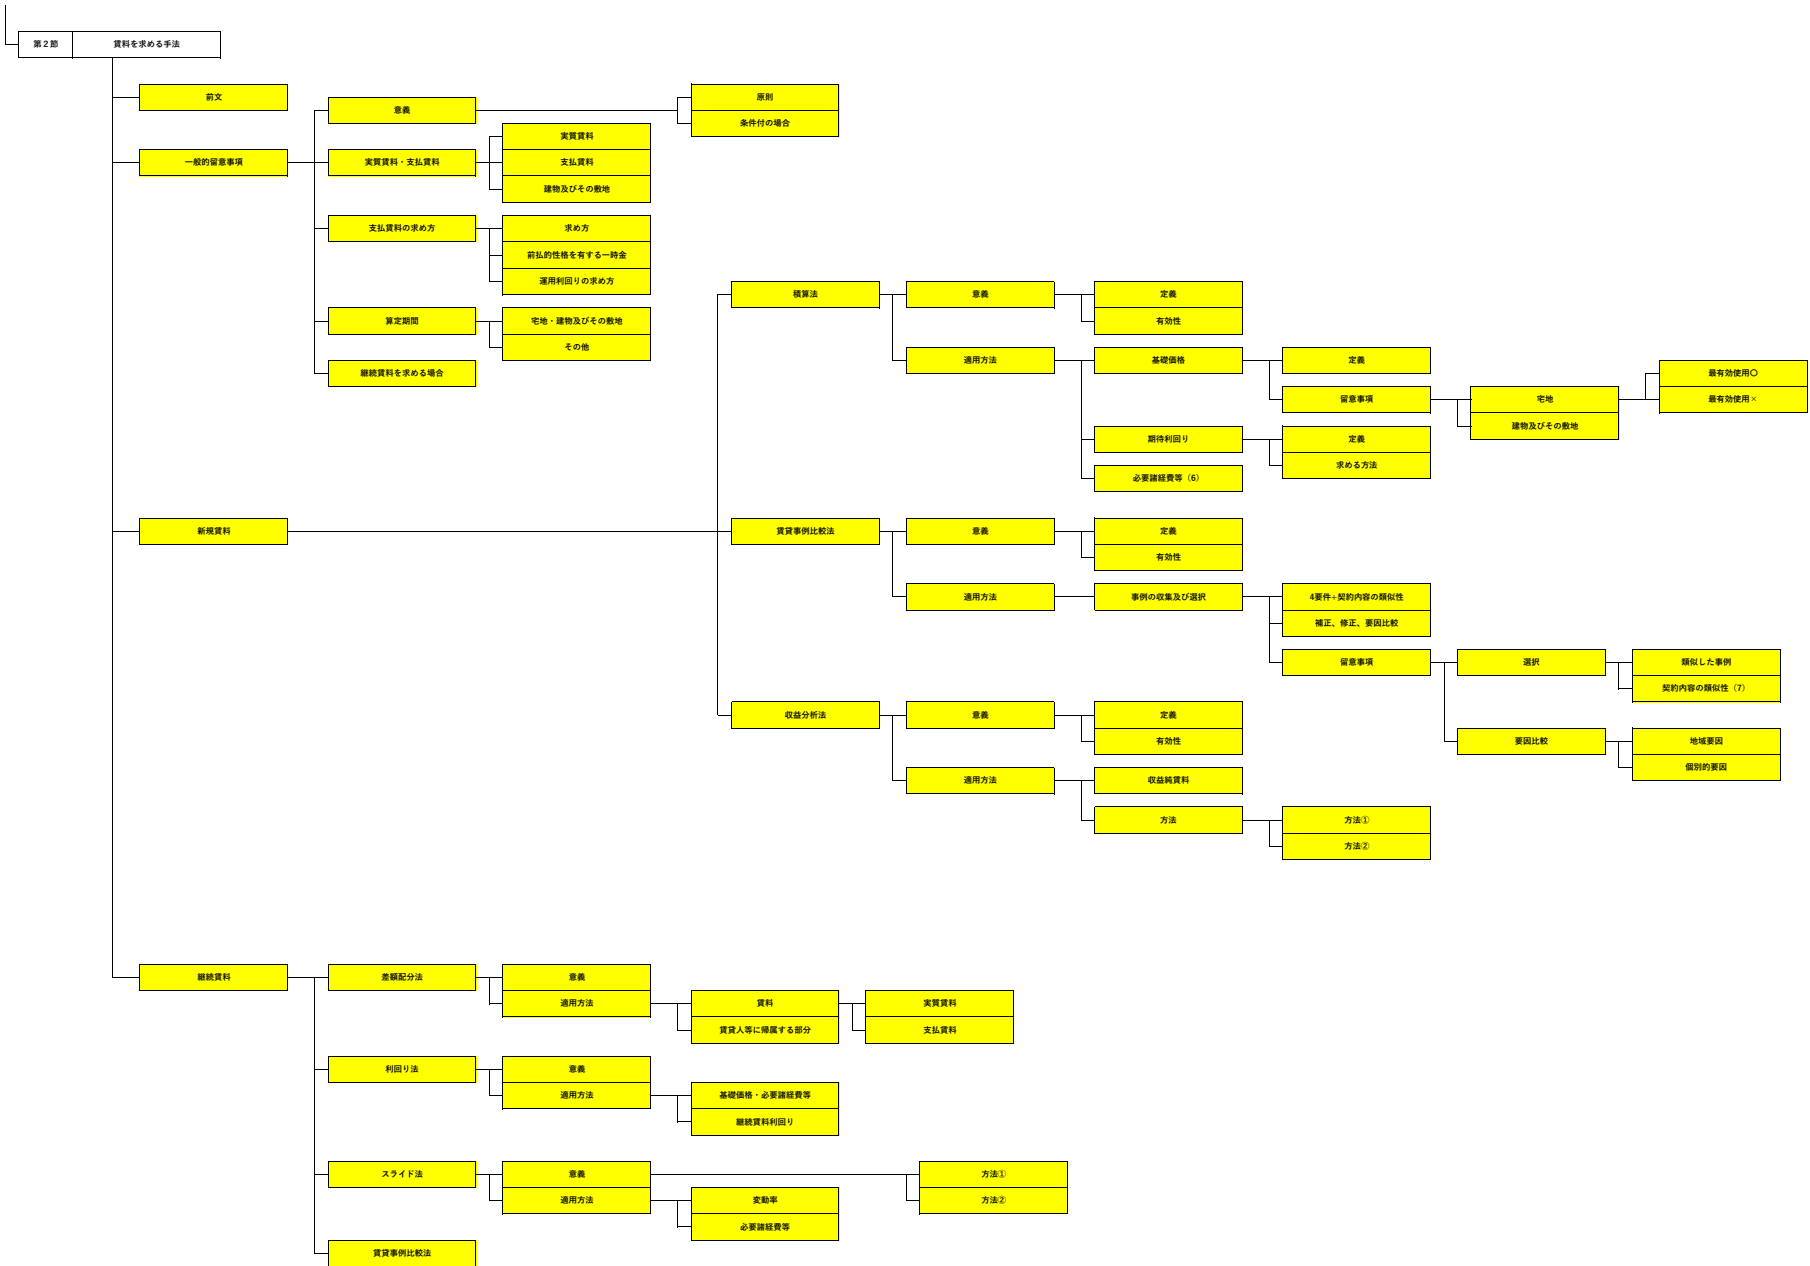 第２節
賃料を求める手法
前文
一般的留意事項
意義
原則
条件付の場合
実質賃料・支払賃料
実質賃料
支払賃料
建物及びその敷地
支払賃料の求め方
求め方
前払的性格を有する一時金
運用利回りの求め方
算定期間
宅地・建物及びその敷地
その他
継続賃料を求める場合
新規賃料
積算法
意義
定義
有効性
適用方法
基礎価格
定義
留意事項
宅地
最有効使用〇
最有効使用×
建物及びその敷地
期待利回り
定義
求める方法
必要諸経費等（6）
賃貸事例比較法
意義
定義
有効性
適用方法
事例の収集及び選択
4要件+契約内容の類似性
補正、修正、要因比較
留意事項
選択
類似した事例
契約内容の類似性（7）
要因比較
地域要因
個別的要因
収益分析法
意義
定義
有効性
適用方法
収益純賃料
方法
方法①
方法②
継続賃料
差額配分法
意義
適用方法
賃料
実質賃料
支払賃料
賃貸人等に帰属する部分
利回り法
意義
適用方法
基礎価格・必要諸経費等
継続賃料利回り
スライド法
意義
方法①
方法②
適用方法
変動率
必要諸経費等
賃貸事例比較法